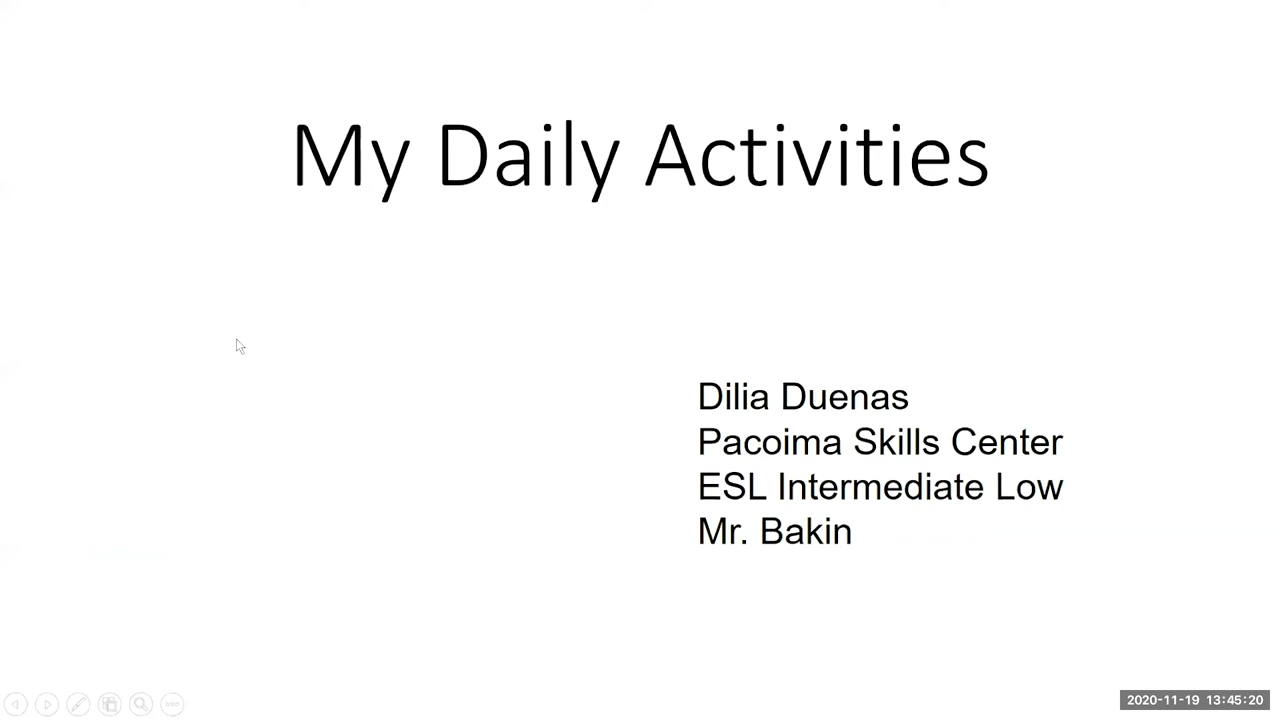 My Daily Activities
Dilia Duenas
Pacoima Skills Center
ESL Intermediate Low
Mr. Bakin
2020-11-19 13:45:20